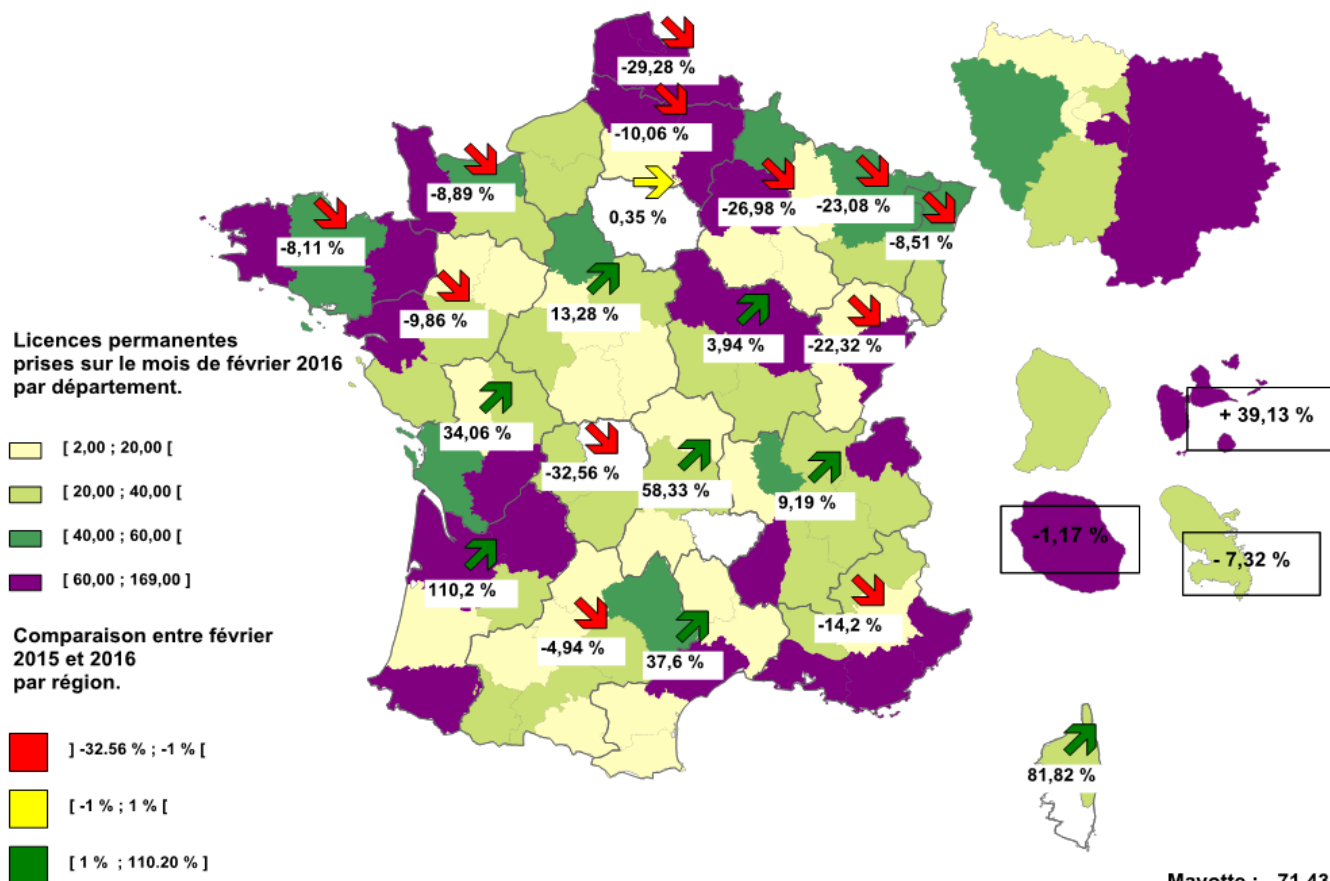 -29,28 %
-10,06 %
-8,89 %
0,35 %
-26,98 %
-23,08 %
-8,51 %
-8,11 %
-9,86 %
13,28 %
3,94 %
-22,32 %
Licences permanentes
prises sur le mois de février 2016
par département.
[ 2,00 ; 20,00 [
[ 20,00 ; 40,00 [
[ 40,00 ; 60,00 [
[ 60,00 ; 169,00 ]
34,06 %
-32,56 %
58,33 %
9,19 %
110,2 %
-4,94 %
37,6 %
-14,2 %
+ 39,13 %
-1,17 %
- 7,32 %
81,82 %
Comparaison entre février
2015 et 2016
par région.
] -32.56 % ; -1 % [
[ -1 % ; 1 % [
[ 1 % ; 110.20 % ]
Mayotte : 71,43